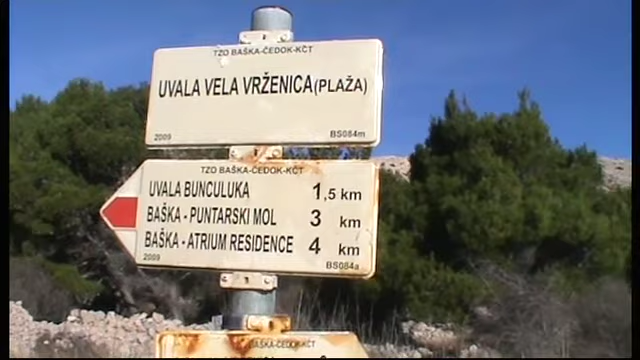 TZO BAŠKA-ČEDOK-KČT
UVALA VELA VRŽENICA (PLAŽA)
2009 BS084m
TZO BAŠKA-ČEDOK-KČT
UVALA BUNCULUKA 1,5 km
BAŠKA - PUNTARSKI MOL 3 km
BAŠKA - ATRIUM RESIDENCE 4 km
2009 BS084a
BAŠKA-ČEDOK-KČT